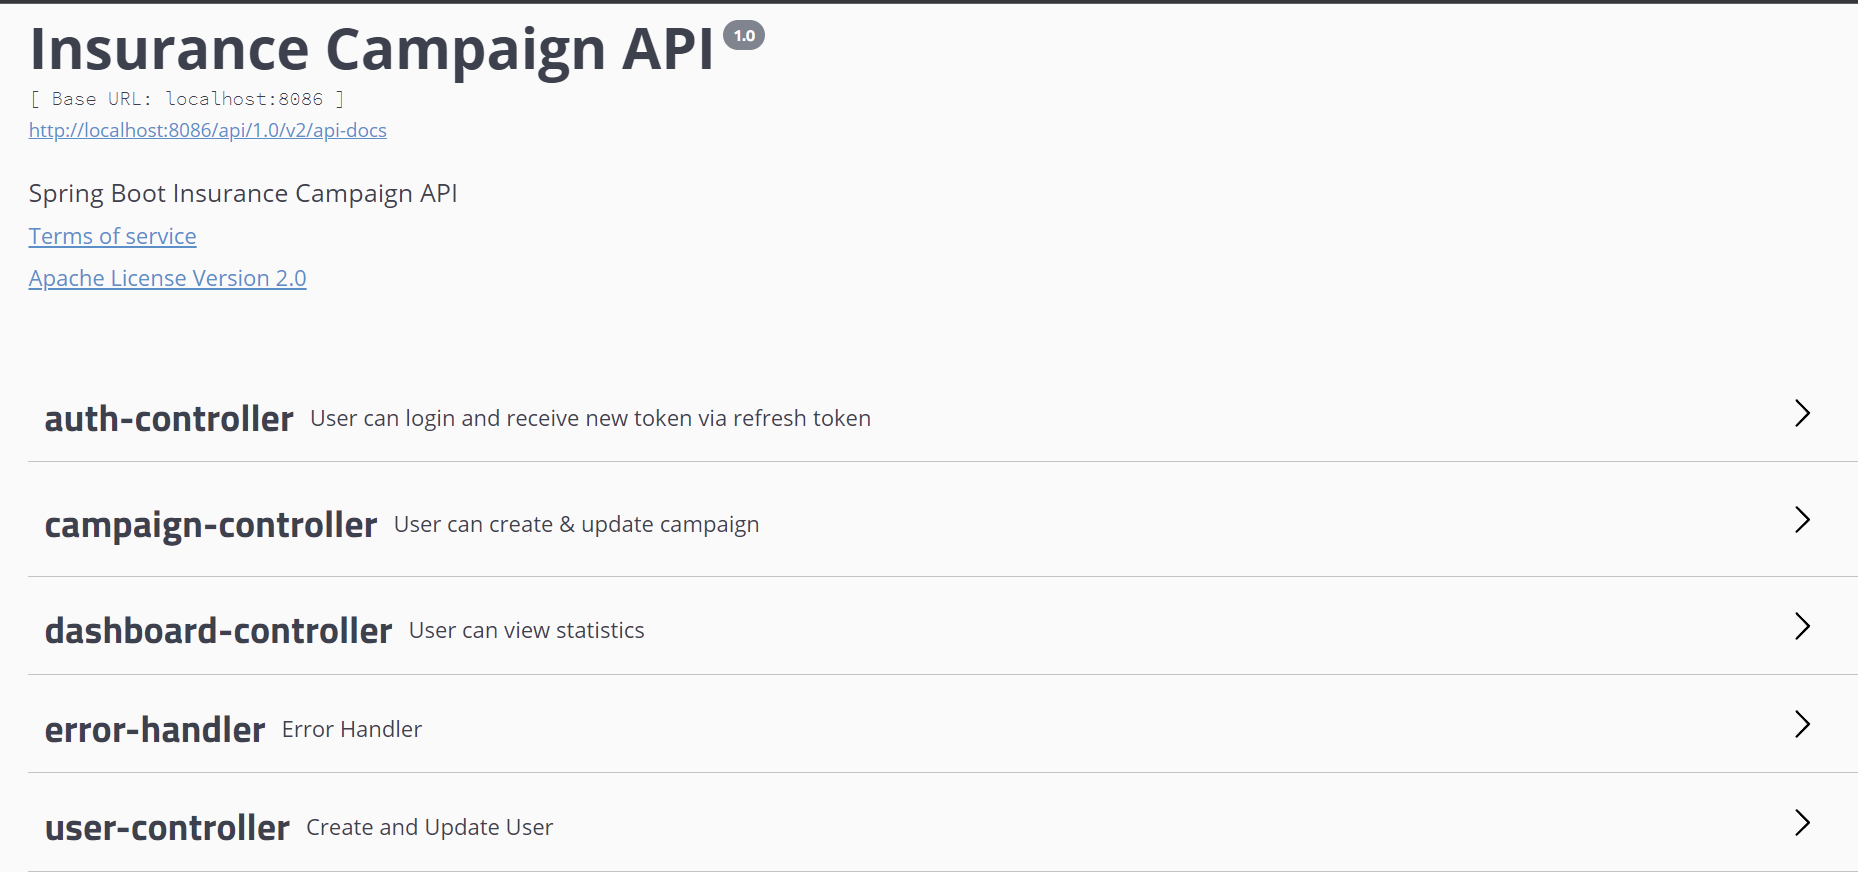 Insurance Campaign API 1.0
[ Base URL: localhost:8086 ]
http://localhost:8086/api/1.0/v2/api-docs
Spring Boot Insurance Campaign API
Terms of service
Apache License Version 2.0
auth-controller User can login and receive new token via refresh token
campaign-controller User can create & update campaign
dashboard-controller User can view statistics
error-handler Error Handler
user-controller Create and Update User